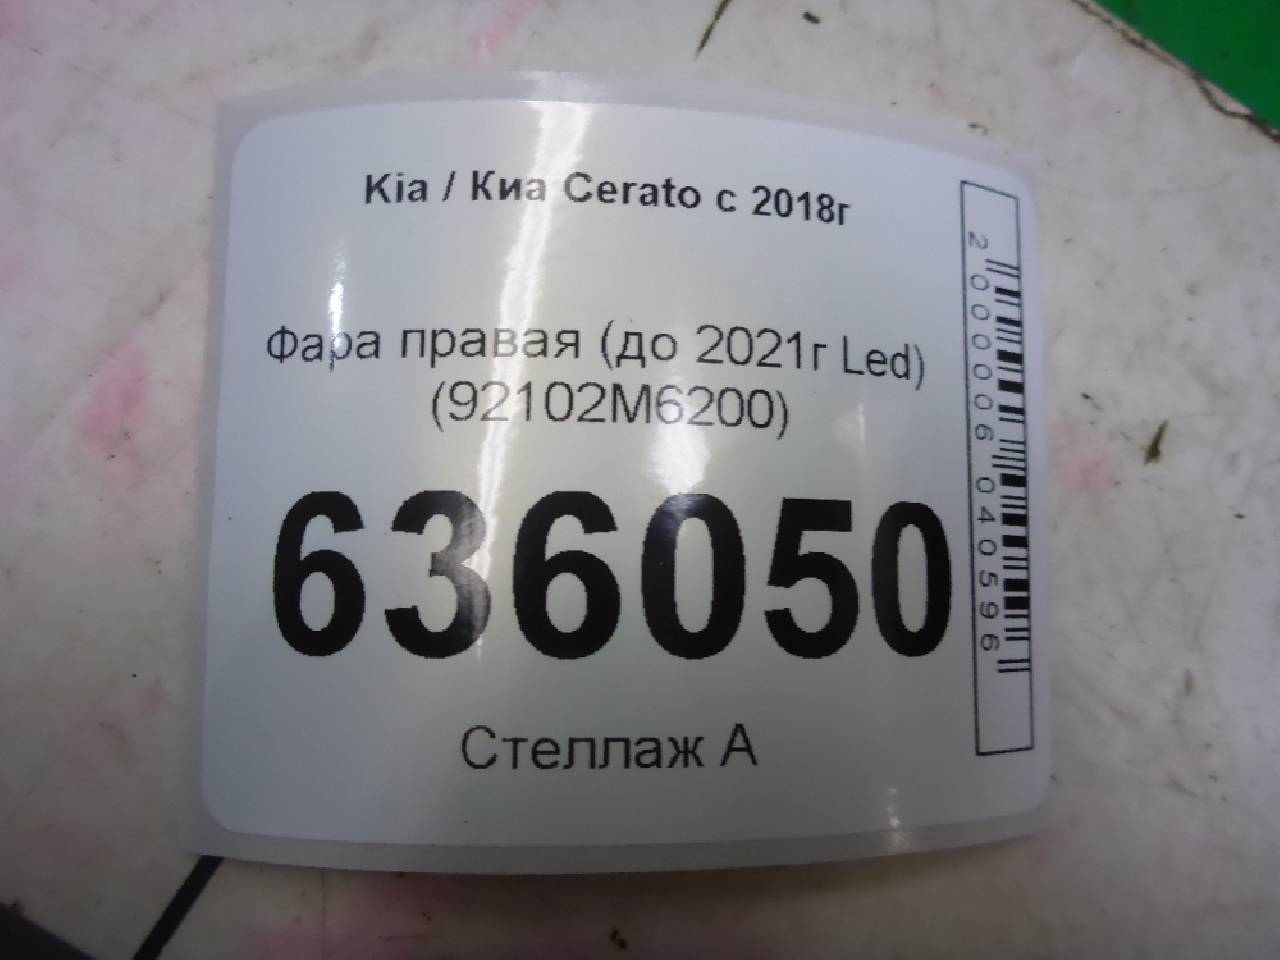 Kia / Киа Cerato с 2018г
Фара правая (до 2021г Led)
(92102M6200)
636050
Стеллаж А
2000006040596